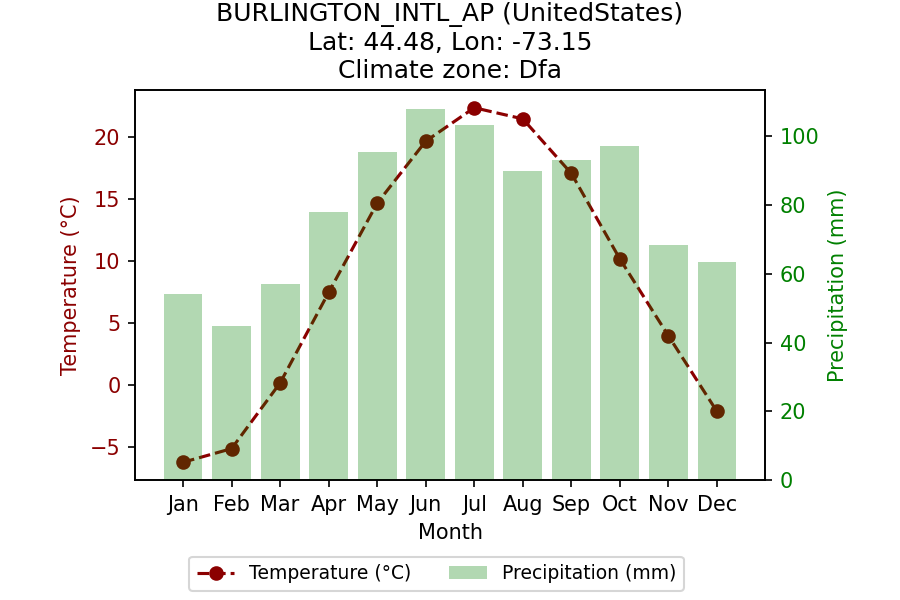 BURLINGTON_INTL_AP (UnitedStates)
Lat: 44.48, Lon: -73.15
Climate zone: Dfa
Temperature (°C)
20
15
10
5
0
−5
100
80
60
40
20
0
Precipitation (mm)
Jan Feb Mar Apr May Jun Jul Aug Sep Oct Nov Dec
Month
Temperature (°C) Precipitation (mm)